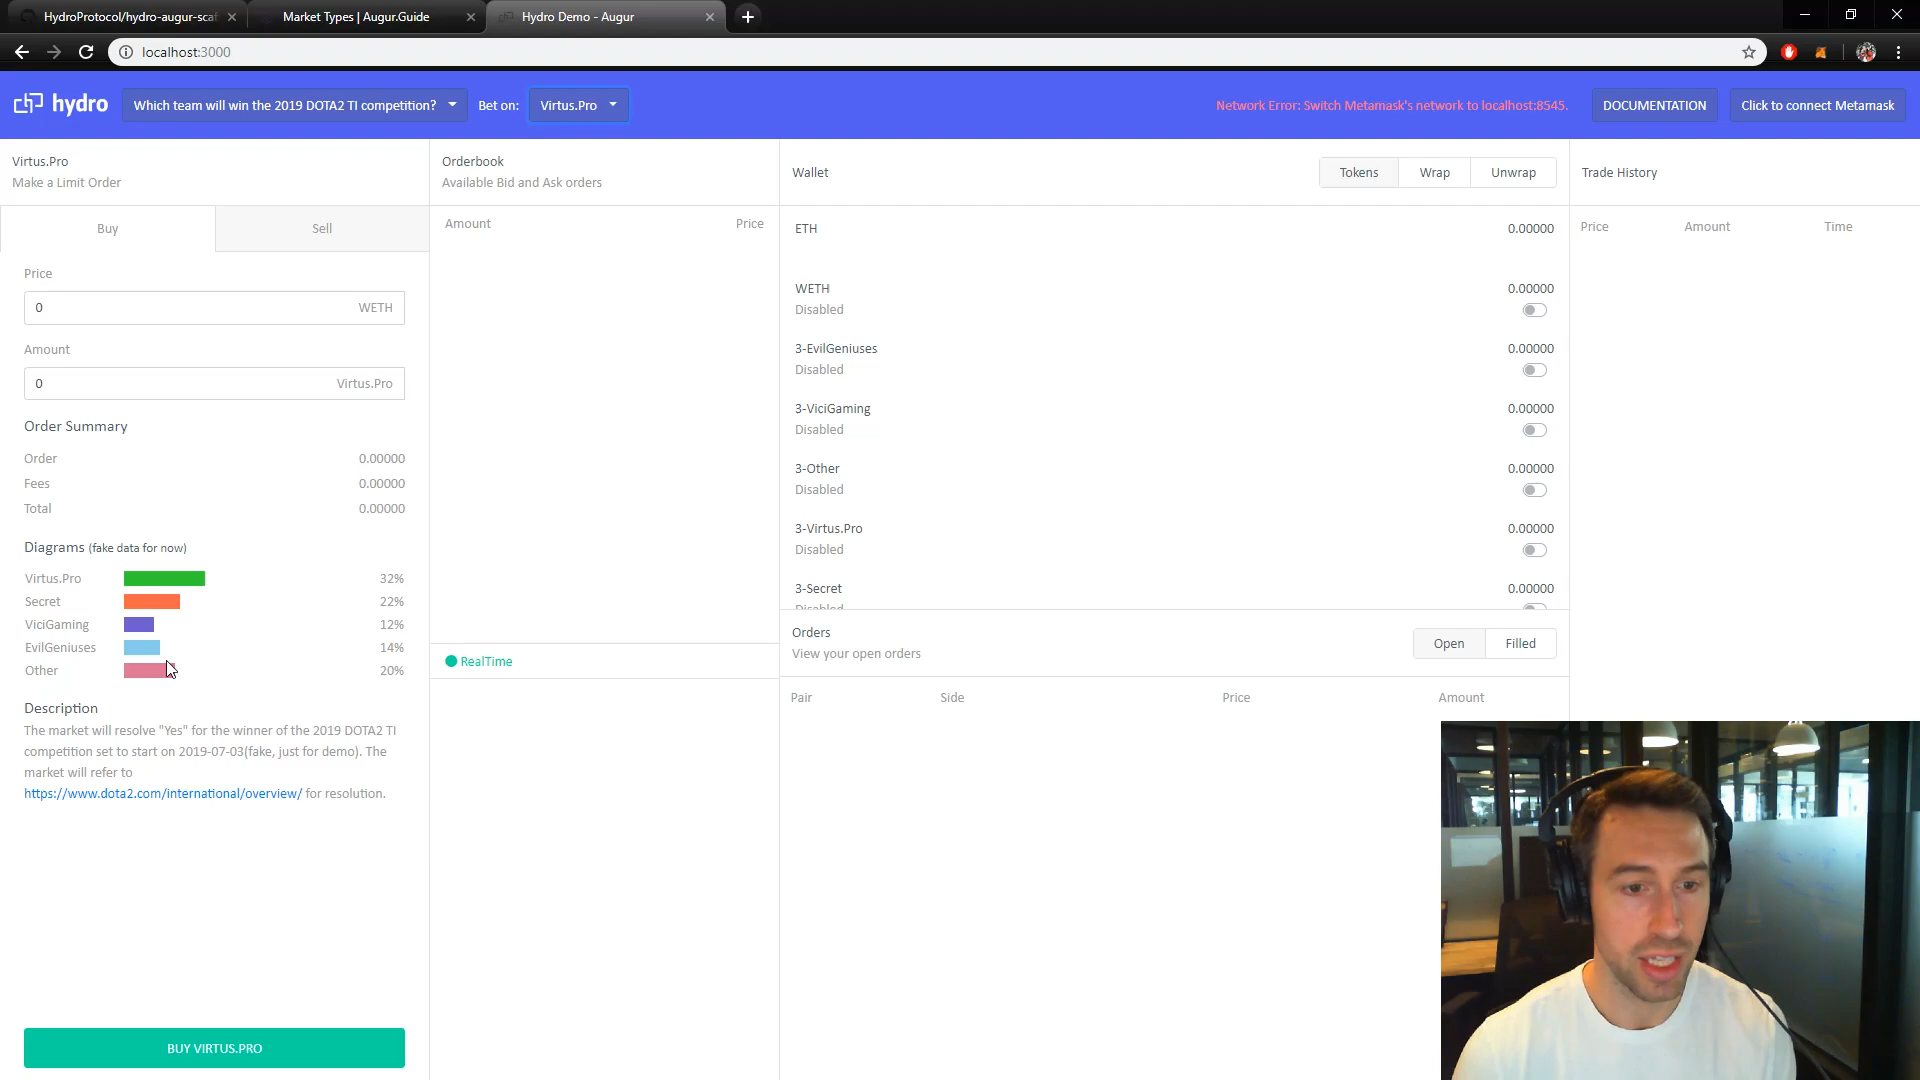 HydroProtocol/hydro-augur-scaf
Market Types | Augur.Guide
Hydro Demo - Augur
localhost:3000
hydro
Which team will win the 2019 DOTA2 TI competition?
Bet on:
Virtus.Pro
Network Error: Switch Metamask's network to localhost:8545.
DOCUMENTATION
Click to connect Metamask
Virtus.Pro
Make a Limit Order
Buy
Sell
Price
0 WETH
Amount
0 Virtus.Pro
Order Summary
Order 0.00000
Fees 0.00000
Total 0.00000
Diagrams (fake data for now)
Virtus.Pro 32%
Secret 22%
ViciGaming 12%
EvilGeniuses 14%
Other 20%
Description
The market will resolve "Yes" for the winner of the 2019 DOTA2 TI
competition set to start on 2019-07-03(fake, just for demo). The
market will refer to
https://www.dota2.com/international/overview/ for resolution.
BUY VIRTUS.PRO
Orderbook
Available Bid and Ask orders
Amount Price
RealTime
Wallet
Tokens
Wrap
Unwrap
ETH 0.00000
WETH 0.00000
Disabled
3-EvilGeniuses 0.00000
Disabled
3-ViciGaming 0.00000
Disabled
3-Other 0.00000
Disabled
3-Virtus.Pro 0.00000
Disabled
3-Secret 0.00000
Disabled
Orders
View your open orders
Open
Filled
Pair Side Price Amount
Trade History
Price Amount Time